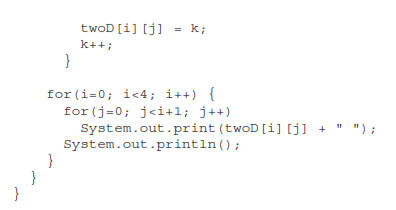 twoD[i][j] = k;
k++;
}
for(i=0; i<4; i++) {
for(j=0; j<i+1; j++)
System.out.print(twoD[i][j] + " ");
System.out.println();
}
}
}